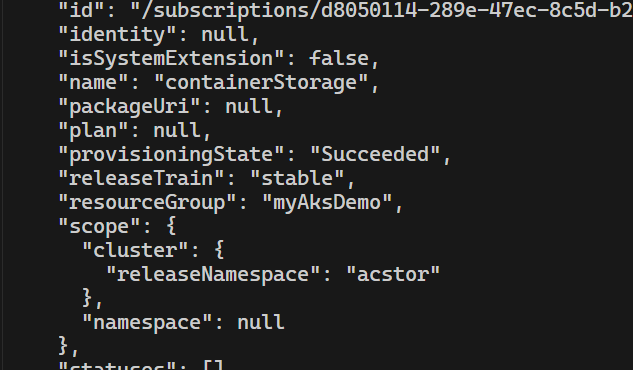 "id": "/subscriptions/d8050114-289e-47ec-8c5d-b2
"identity": null,
"isSystemExtension": false,
"name": "containerStorage",
"packageUri": null,
"plan": null,
"provisioningState": "Succeeded",
"releaseTrain": "stable",
"resourceGroup": "myAksDemo",
"scope": {
"cluster": {
"releaseNamespace": "acstor"
},
"namespace": null
},
"statuses": []